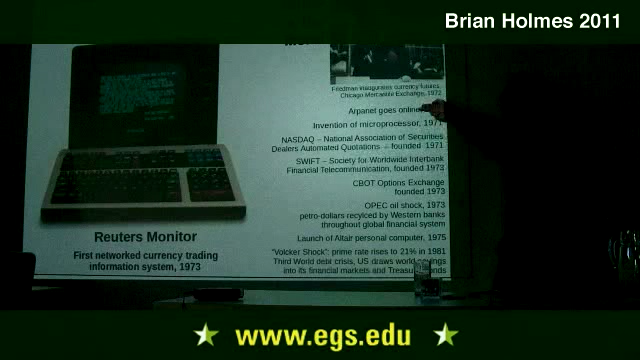 Brian Holmes 2011
Friedman inaugurates currency futures
Chicago Mercantile Exchange, 1972
Arpanet goes online
Invention of microprocessor, 1971
NASDAQ – National Association of Securities
Dealers Automated Quotations – founded 1971
SWIFT – Society for Worldwide Interbank
Financial Telecommunication, founded 1973
CBOT Options Exchange
founded 1973
OPEC oil shock, 1973
petro-dollars recylced by Western banks
throughout global financial system
Launch of Altair personal computer, 1975
"Volcker Shock": prime rate rises to 21% in 1981
Third World debt crisis, US draws world
into its financial markets and
Reuters Monitor
First networked currency trading
information system, 1973
www.egs.edu